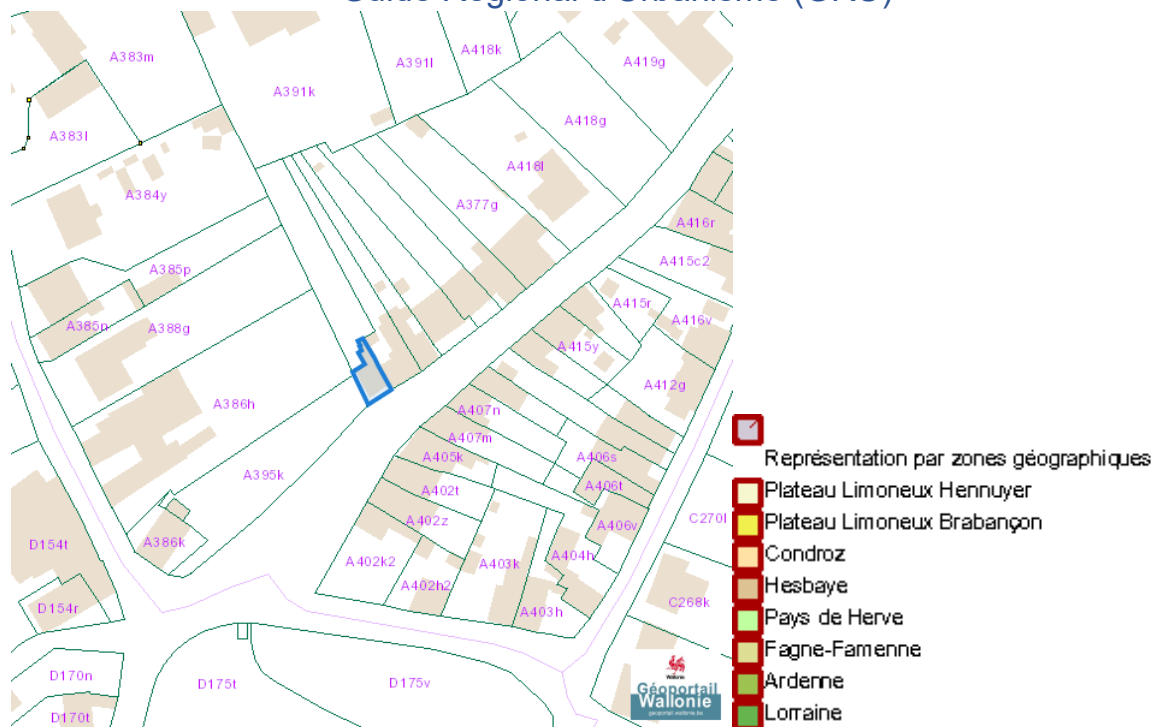 Guide Régional d'Urbanisme (GRU)
A383m
A391l
A418k
A419g
A391k
A418g
A383l
A418l
A384y
A377g
A416r
A415c2
A385p
A415r
A385n
A388g
A416v
A415y
A412g
A386h
A407n
A407m
A395k
A405k
A406s
A402t
A406t
C270l
A402z
A406v
D154t
A386k
A402k2
A403k
A404h
A402h2
D154r
A403h
C268k
D170n
D175t
D175v
D170t
Wallonie
Géoportail
Wallonie
geoportail.wallonie.be
Représentation par zones géographiques
Plateau Limoneux Hennuyer
Plateau Limoneux Brabançon
Condroz
Hesbaye
Pays de Herve
Fagne-Famenne
Ardenne
Lorraine